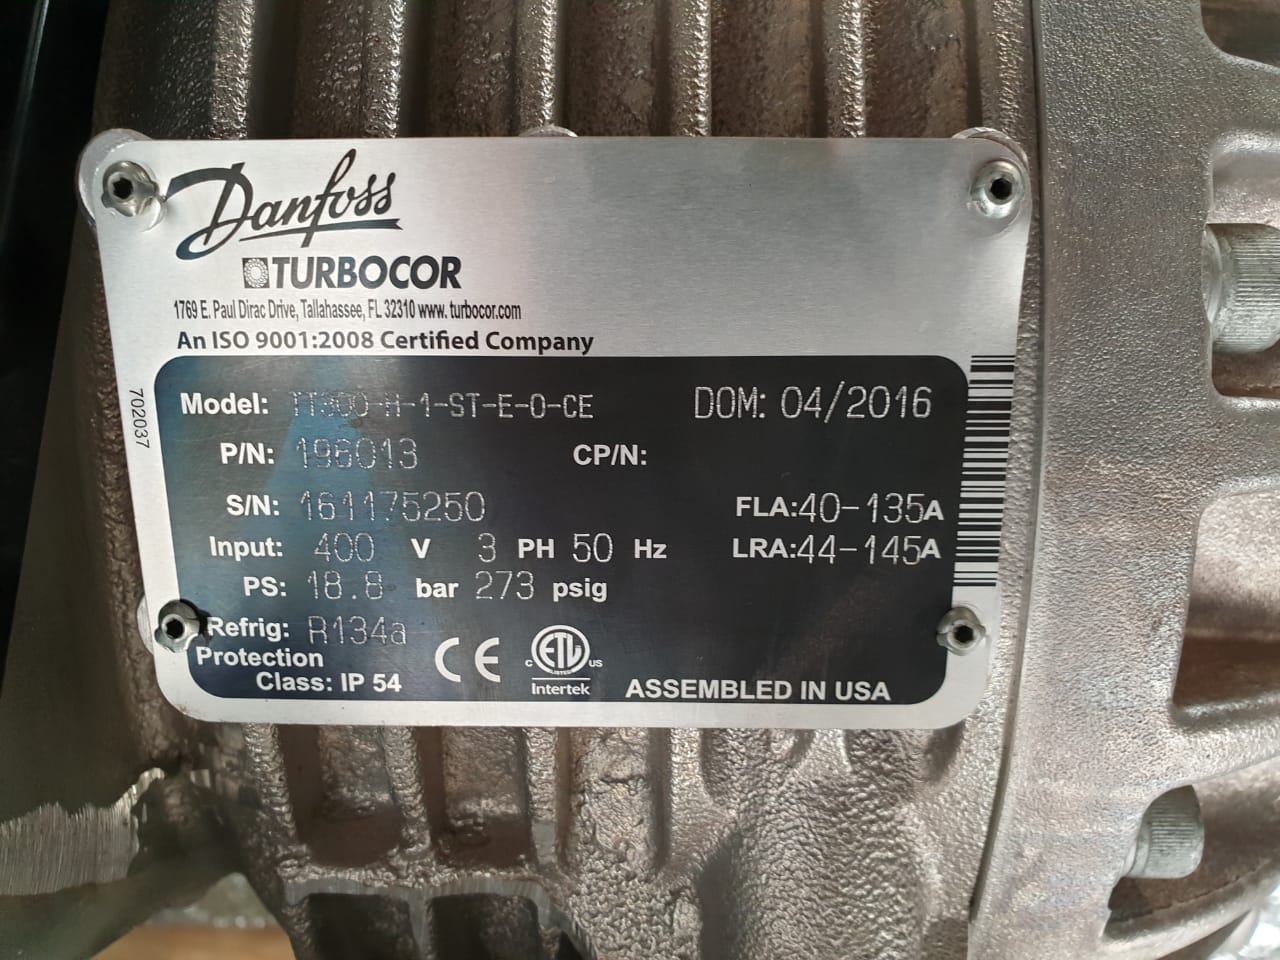 Danfoss
TURBOCOR
1769 E. Paul Dirac Drive, Tallahassee, FL 32310 www. turbocor.com
An ISO 9001:2008 Certified Company
702037
Model: TT300-H-1-ST-E-O-CE DOM: 04/2016
P/N: 196013 CP/N:
S/N: 161175250 FLA:40-135A
Input: 400 V 3 PH 50 Hz LRA:44-145A
PS: 18.8 bar 273 psig
Refrig: R134a
Protection
Class: IP 54
CE
c ETL us
LISTED
Intertek
ASSEMBLED IN USA